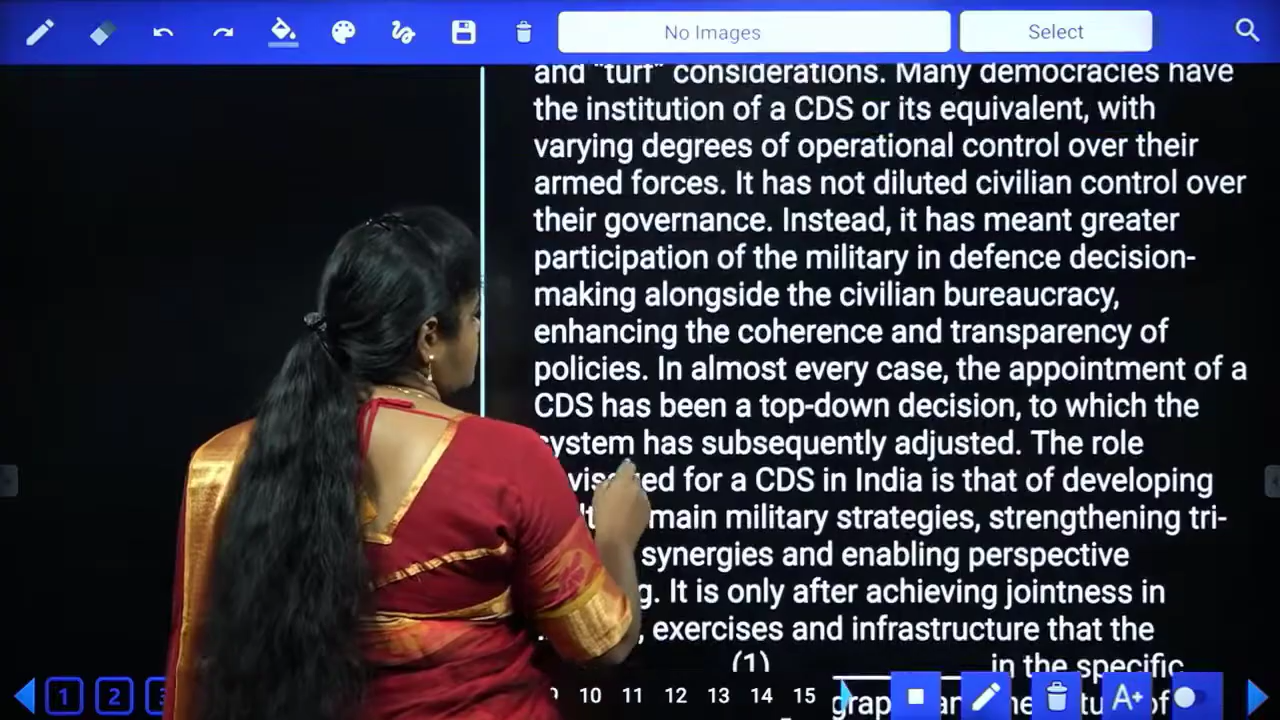 No Images
Select
and "turf" considerations. Many democracies have
the institution of a CDS or its equivalent, with
varying degrees of operational control over their
armed forces. It has not diluted civilian control over
their governance. Instead, it has meant greater
participation of the military in defence decision-
making alongside the civilian bureaucracy,
enhancing the coherence and transparency of
policies. In almost every case, the appointment of a
CDS has been a top-down decision, to which the
system has subsequently adjusted. The role
for a CDS in India is that of developing
military strategies, strengthening tri-
synergies and enabling perspective
It is only after achieving jointness in
exercises and infrastructure that the
(1) in the specific
of
1 2 3 10 11 12 13 14 15
A+